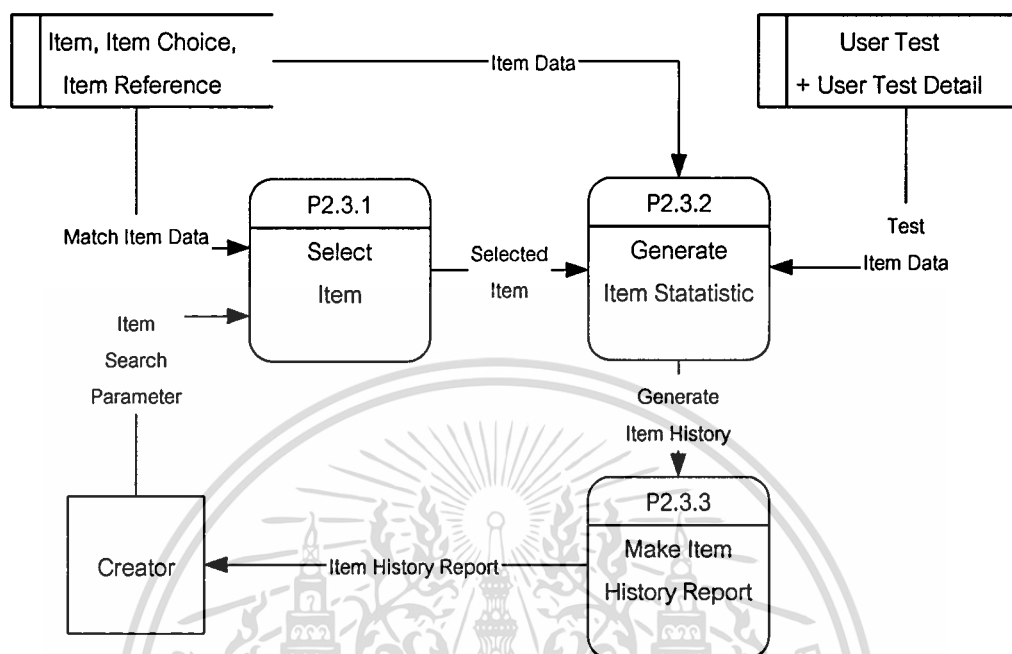 Item, Item Choice,
Item Reference
Item Data
User Test
+ User Test Detail
P2.3.1
Select
Item
Match Item Data
Selected
Item
P2.3.2
Generate
Item Statatistic
Test
Item Data
Item
Search
Parameter
Generate
Item History
Creator
Item History Report
P2.3.3
Make Item
History Report